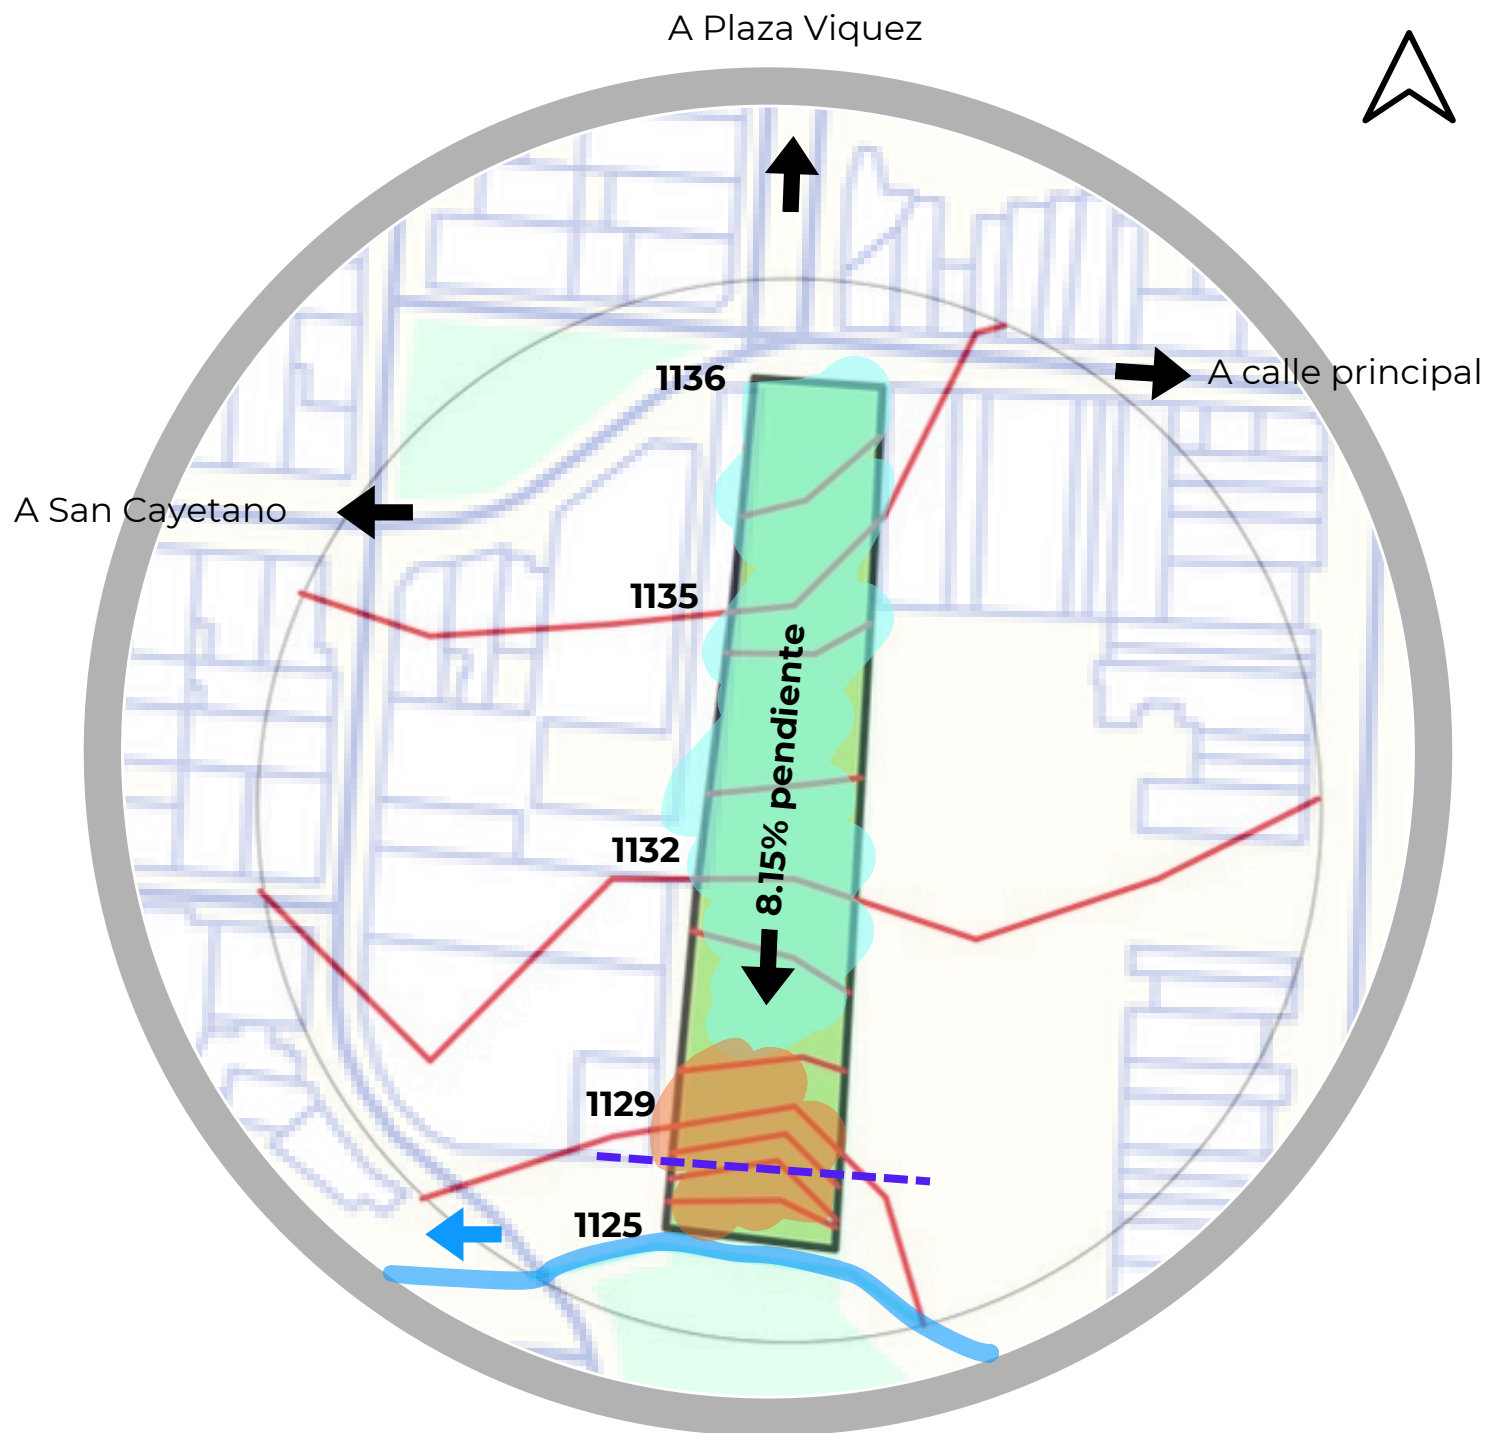 A Plaza Viquez
1136
A calle principal
A San Cayetano
1135
8.15% pendiente
1132
1129
1125